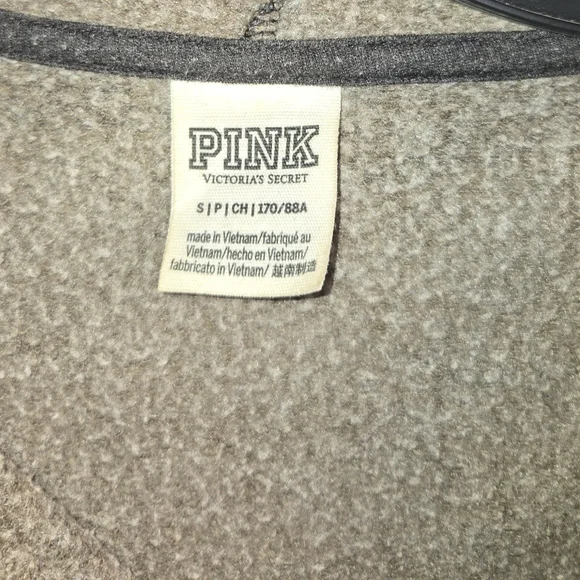 PINK
VICTORIA'S SECRET
S|P|CH|170/88A
made in Vietnam/fabriqué au
Vietnam/hecho en Vietnam/
fabbricato in Vietnam/ 越南制造